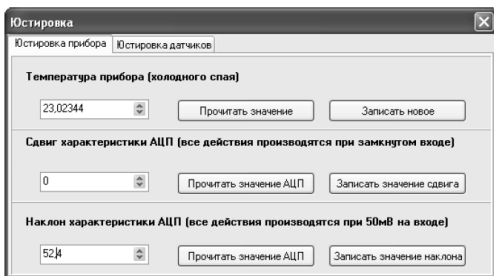 Юстировка
Юстировка прибора Юстировка датчиков
Температура прибора (холодного спая)
23,02344 Прочитать значение Записать новое
Сдвиг характеристики АЦП (все действия производятся при замкнутом входе)
0 Прочитать значение АЦП Записать значение сдвига
Наклон характеристики АЦП (все действия производятся при 50мВ на входе)
52,4 Прочитать значение АЦП Записать значение наклона